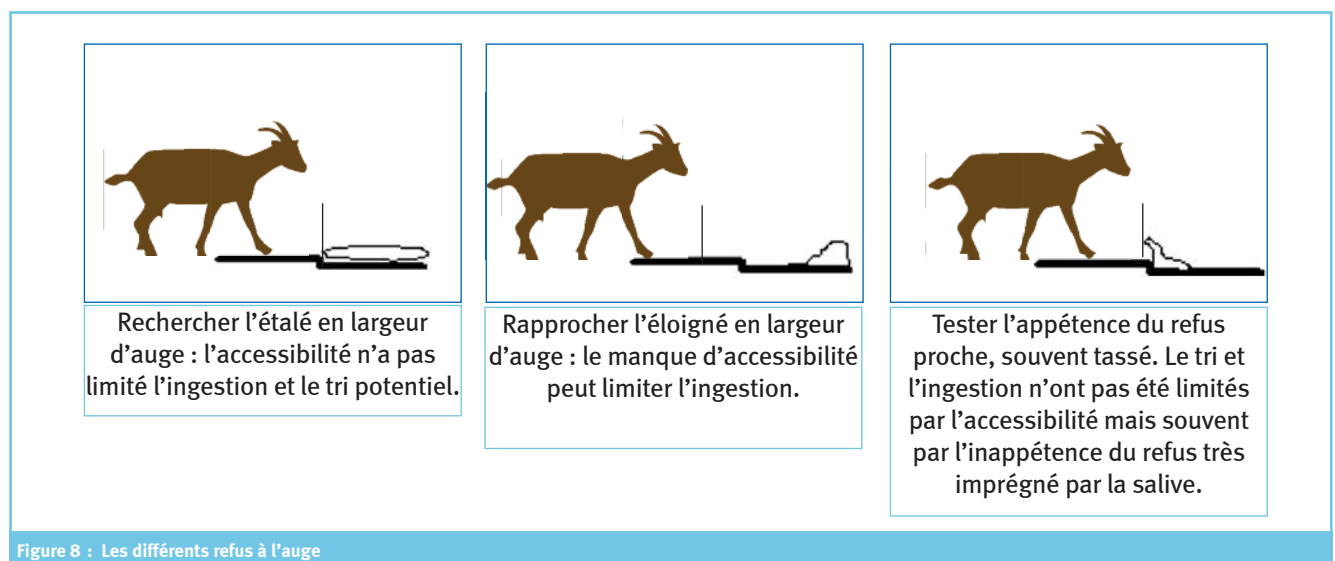 Rechercher l’étalé en largeur
d’auge : l’accessibilité n’a pas
limité l’ingestion et le tri potentiel.
Rapprocher l’éloigné en largeur
d’auge : le manque d’accessibilité
peut limiter l’ingestion.
Tester l’appétence du refus
proche, souvent tassé. Le tri et
l’ingestion n’ont pas été limités
par l’accessibilité mais souvent
par l’inappétence du refus très
imprégné par la salive.
Figure 8 : Les différents refus à l’auge